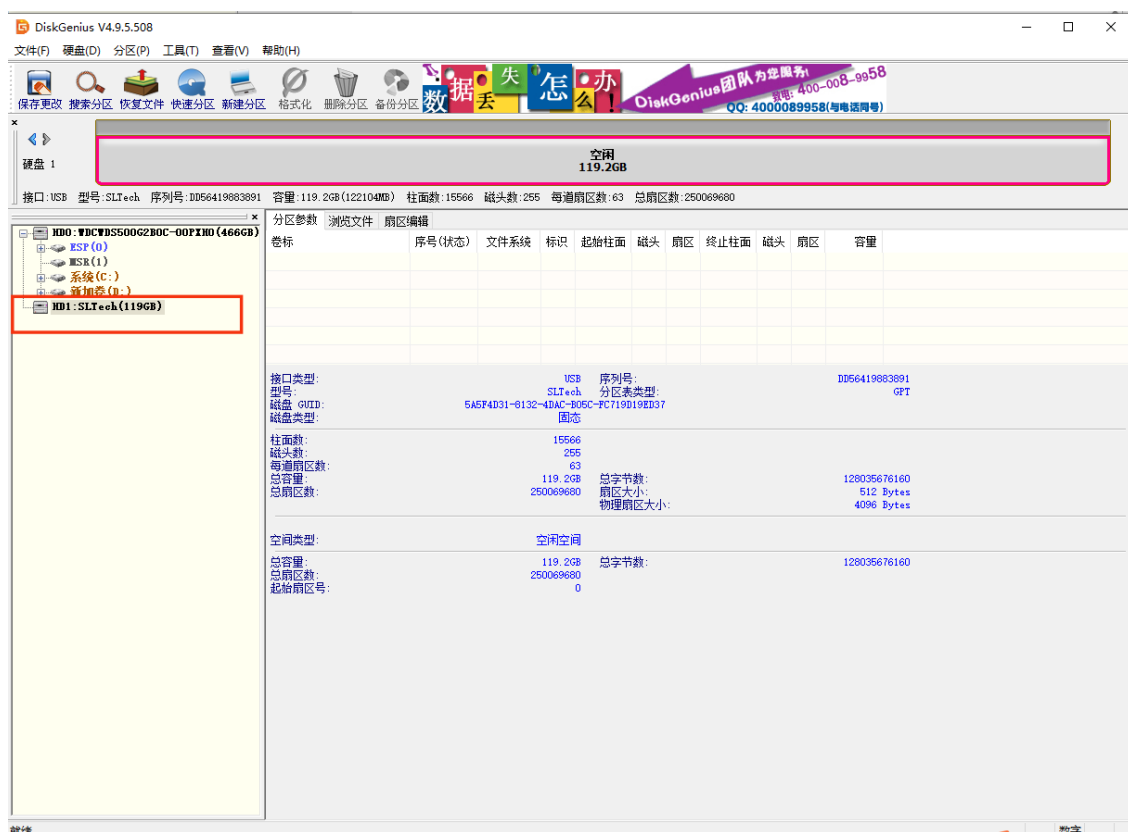 DiskGenius V4.9.5.508
文件(F) 硬盘(D) 分区(P) 工具(T) 查看(V) 帮助(H)
保存更改 搜索分区 恢复文件 快速分区 新建分区 格式化 删除分区 备份分区
数据丢失怎么办!
DiskGenius团队为您服务!
致电: 400-008-9958
QQ: 4000089958(与电话同号)
硬盘 1
空闲
119.2GB
接口:USB 型号:SLTech 序列号:DD56419883891 容量:119.2GB(122104MB) 柱面数:15566 磁头数:255 每道扇区数:63 总扇区数:250069680
HD0:WDCWDS500G2B0C-00PXH0(466GB)
ESP(0)
MSR(1)
系统(C:)
新加卷(D:)
HD1:SLTech(119GB)
分区参数 浏览文件 扇区编辑
卷标 序号(状态) 文件系统 标识 起始柱面 磁头 扇区 终止柱面 磁头 扇区 容量
接口类型: USB 序列号: DD56419883891
型号: SLTech 分区表类型: GPT
磁盘 GUID: 5A5F4D31-8132-4DAC-B05C-FC719D19ED37
磁盘类型: 固态
柱面数: 15566
磁头数: 255
每道扇区数: 63
总容量: 119.2GB 总字节数: 128035676160
总扇区数: 250069680 扇区大小: 512 Bytes
物理扇区大小: 4096 Bytes
空间类型: 空闲空间
总容量: 119.2GB 总字节数: 128035676160
总扇区数: 250069680
起始扇区号: 0
就绪 数字